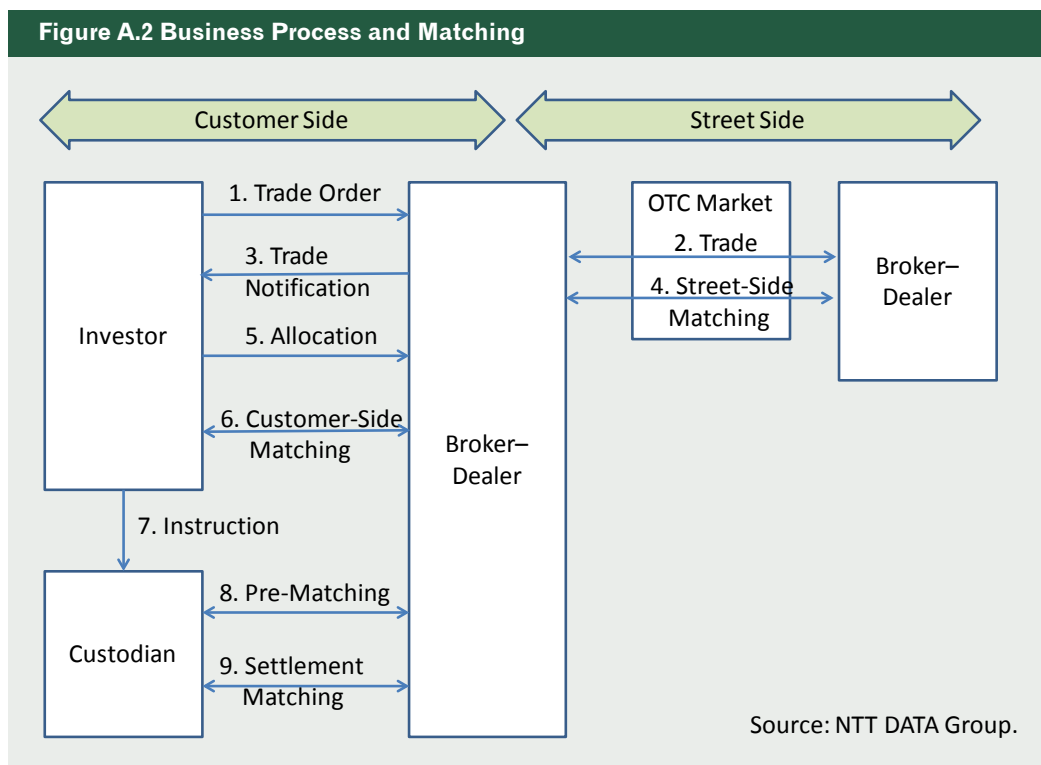 Figure A.2 Business Process and Matching
Customer Side
Street Side
1. Trade Order
OTC Market
2. Trade
3. Trade
Notification
4. Street-Side
Matching
Broker–
Dealer
Investor
5. Allocation
6. Customer-Side
Matching
Broker–
Dealer
7. Instruction
8. Pre-Matching
Custodian
9. Settlement
Matching
Source: NTT DATA Group.